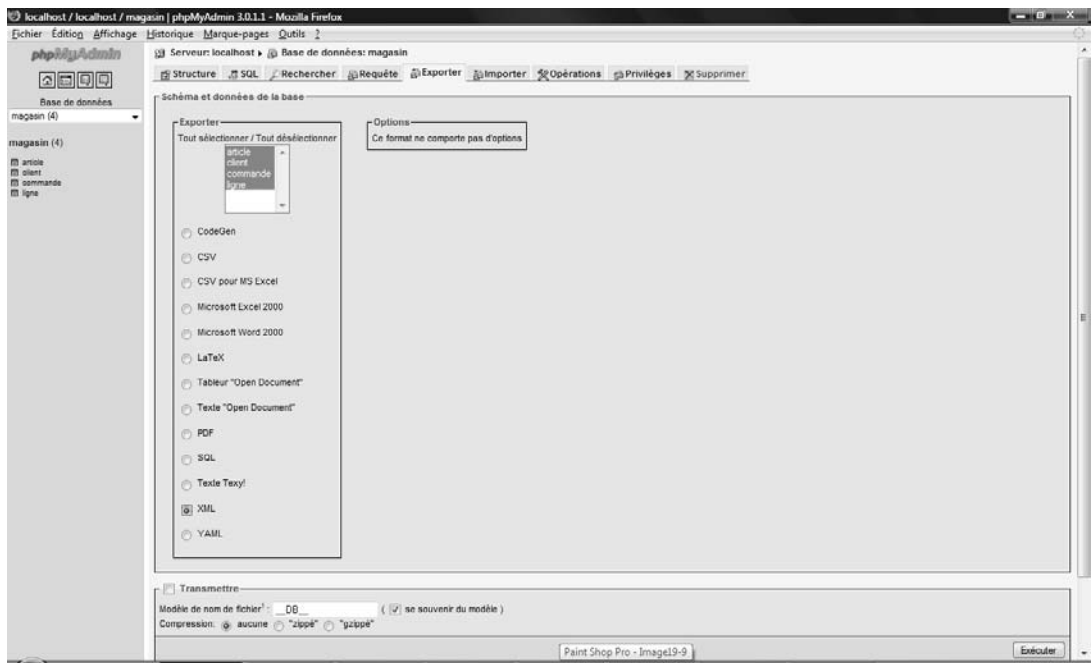 localhost / localhost / magasin | phpMyAdmin 3.0.1.1 - Mozilla Firefox
Fichier Édition Affichage Historique Marque-pages Outils ?
phpMyAdmin
Base de données
magasin (4)
magasin (4)
article
client
commande
ligne
Serveur: localhost ▸ Base de données: magasin
Structure SQL Rechercher Requête Exporter Importer Opérations Privilèges Supprimer
Schéma et données de la base
Exporter
Tout sélectionner / Tout désélectionner
article
client
commande
ligne
CodeGen
CSV
CSV pour MS Excel
Microsoft Excel 2000
Microsoft Word 2000
LaTeX
Tableur "Open Document"
Texte "Open Document"
PDF
SQL
Texte Texy!
XML
YAML
Options
Ce format ne comporte pas d'options
Transmettre
Modèle de nom de fichier¹ : __DB__ ( se souvenir du modèle )
Compression: aucune "zippé" "gzippé"
Paint Shop Pro - Image19-9
Exécuter